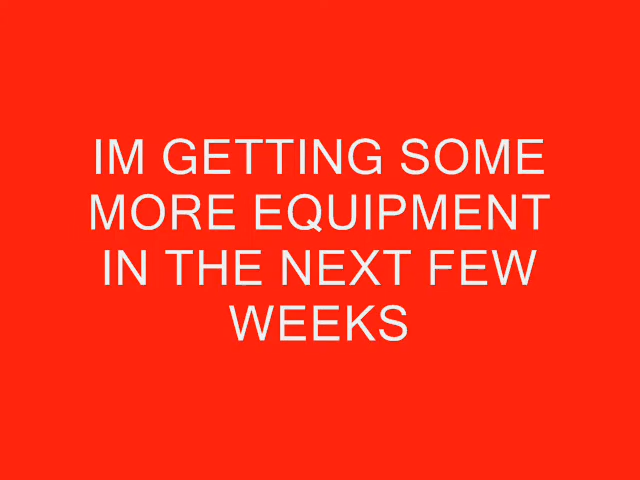 IM GETTING SOME
MORE EQUIPMENT
IN THE NEXT FEW
WEEKS